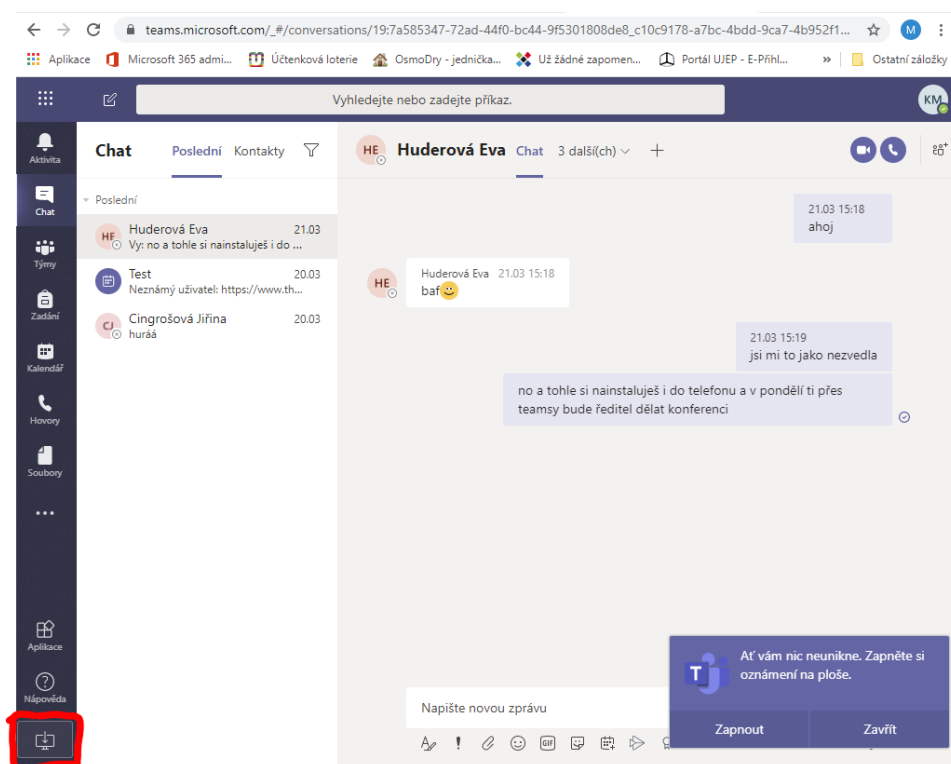 teams.microsoft.com/_#/conversations/19:7a585347-72ad-44f0-bc44-9f5301808de8_c10c9178-a7bc-4bdd-9ca7-4b952f1...
M
Aplikace
Microsoft 365 admi...
Účtenková loterie
OsmoDry - jednička...
Už žádné zapomen...
Portál UJEP - E-Přihl...
»
Ostatní záložky
Vyhledejte nebo zadejte příkaz.
KM
Aktivita
Chat
Týmy
Zadání
Kalendář
Hovory
Soubory
Aplikace
Nápověda
Chat
Poslední
Kontakty
Poslední
HE
Huderová Eva
21.03
Vy: no a tohle si nainstaluješ i do ...
Test
20.03
Neznámý uživatel: https://www.th...
CJ
Cingrošová Jiřina
20.03
huráá
HE
Huderová Eva
Chat
3 další(ch)
21.03 15:18
ahoj
HE
Huderová Eva 21.03 15:18
baf
21.03 15:19
jsi mi to jako nezvedla
no a tohle si nainstaluješ i do telefonu a v pondělí ti přes
teamsy bude ředitel dělat konferenci
Napište novou zprávu
GIF
T
Ať vám nic neunikne. Zapněte si
oznámení na ploše.
Zapnout
Zavřít